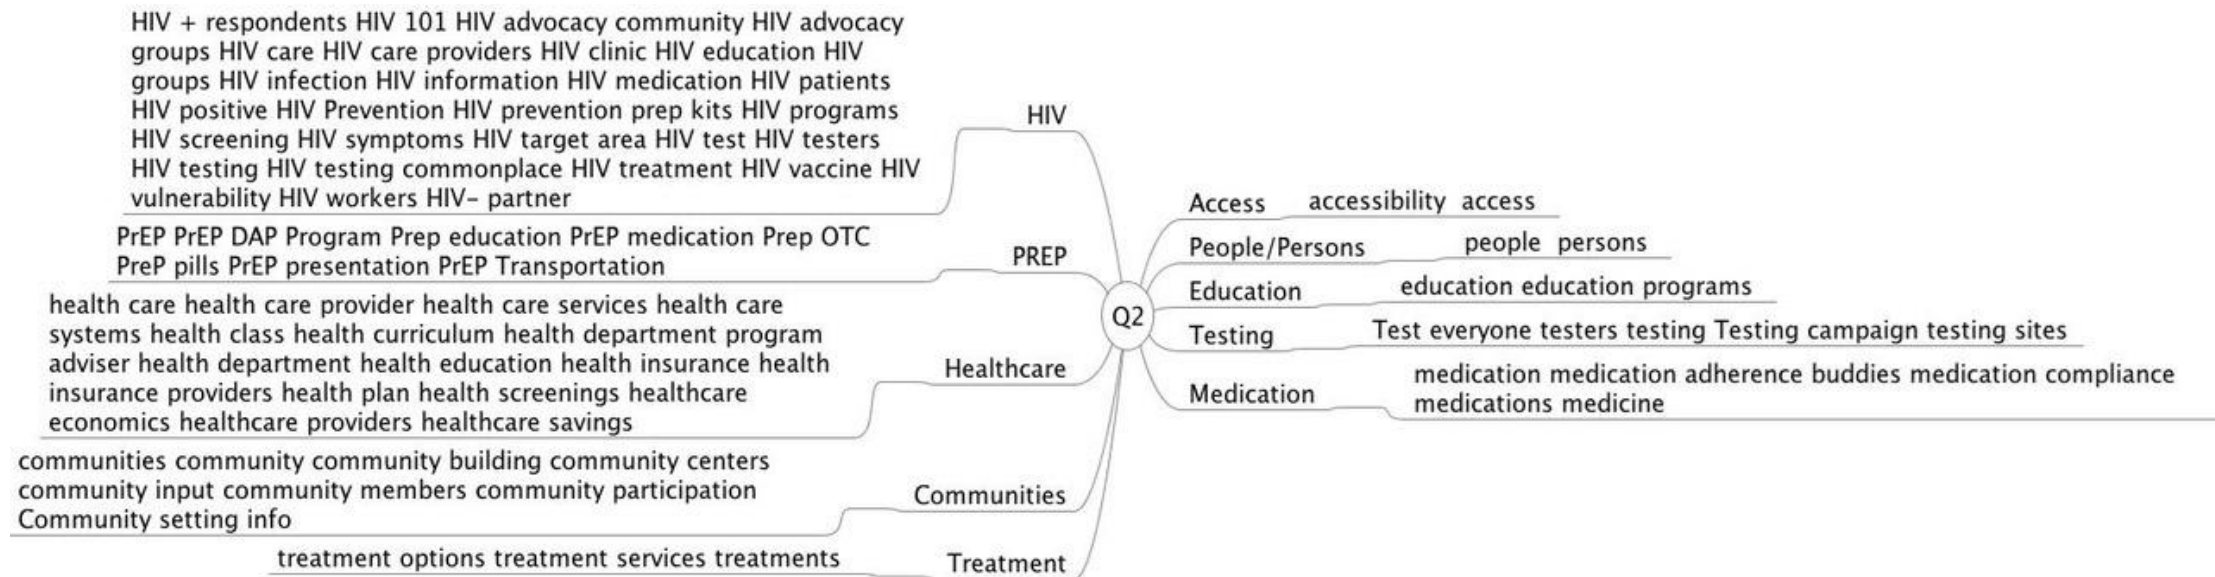 HIV + respondents HIV 101 HIV advocacy community HIV advocacy
groups HIV care HIV care providers HIV clinic HIV education HIV
groups HIV infection HIV information HIV medication HIV patients
HIV positive HIV Prevention HIV prevention prep kits HIV programs
HIV screening HIV symptoms HIV target area HIV test HIV testers
HIV testing HIV testing commonplace HIV treatment HIV vaccine HIV
vulnerability HIV workers HIV– partner
HIV
PrEP PrEP DAP Program Prep education PrEP medication Prep OTC
PreP pills PrEP presentation PrEP Transportation
PREP
health care health care provider health care services health care
systems health class health curriculum health department program
adviser health department health education health insurance health
insurance providers health plan health screenings healthcare
economics healthcare providers healthcare savings
Healthcare
communities community community building community centers
community input community members community participation
Community setting info
Communities
treatment options treatment services treatments
Treatment
Q2
Access
accessibility access
People/Persons
people persons
Education
education education programs
Testing
Test everyone testers testing Testing campaign testing sites
Medication
medication medication adherence buddies medication compliance
medications medicine